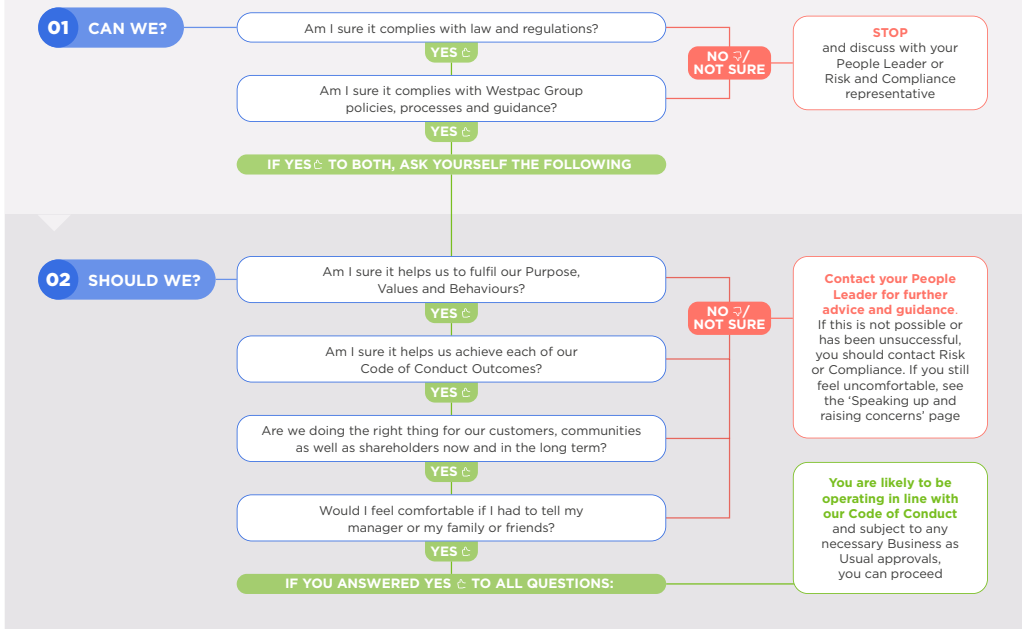 01 CAN WE?
Am I sure it complies with law and regulations?
YES
NO /
NOT SURE
STOP
and discuss with your
People Leader or
Risk and Compliance
representative
Am I sure it complies with Westpac Group
policies, processes and guidance?
YES
IF YES TO BOTH, ASK YOURSELF THE FOLLOWING
02 SHOULD WE?
Am I sure it helps us to fulfil our Purpose,
Values and Behaviours?
YES
NO /
NOT SURE
Contact your People
Leader for further
advice and guidance.
If this is not possible or
has been unsuccessful,
you should contact Risk
or Compliance. If you still
feel uncomfortable, see
the ‘Speaking up and
raising concerns’ page
Am I sure it helps us achieve each of our
Code of Conduct Outcomes?
YES
Are we doing the right thing for our customers, communities
as well as shareholders now and in the long term?
YES
Would I feel comfortable if I had to tell my
manager or my family or friends?
YES
IF YOU ANSWERED YES TO ALL QUESTIONS:
You are likely to be
operating in line with
our Code of Conduct
and subject to any
necessary Business as
Usual approvals,
you can proceed